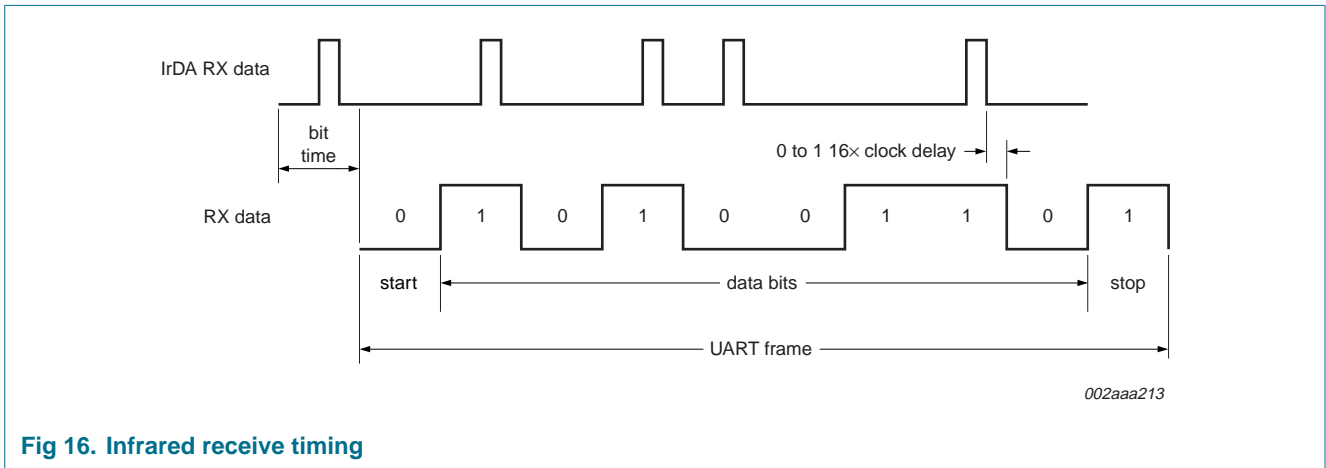 IrDA RX data
bit
time
0 to 1 16× clock delay
RX data
0 1 0 1 0 0 1 1 0 1
start data bits stop
UART frame
002aaa213
Fig 16. Infrared receive timing